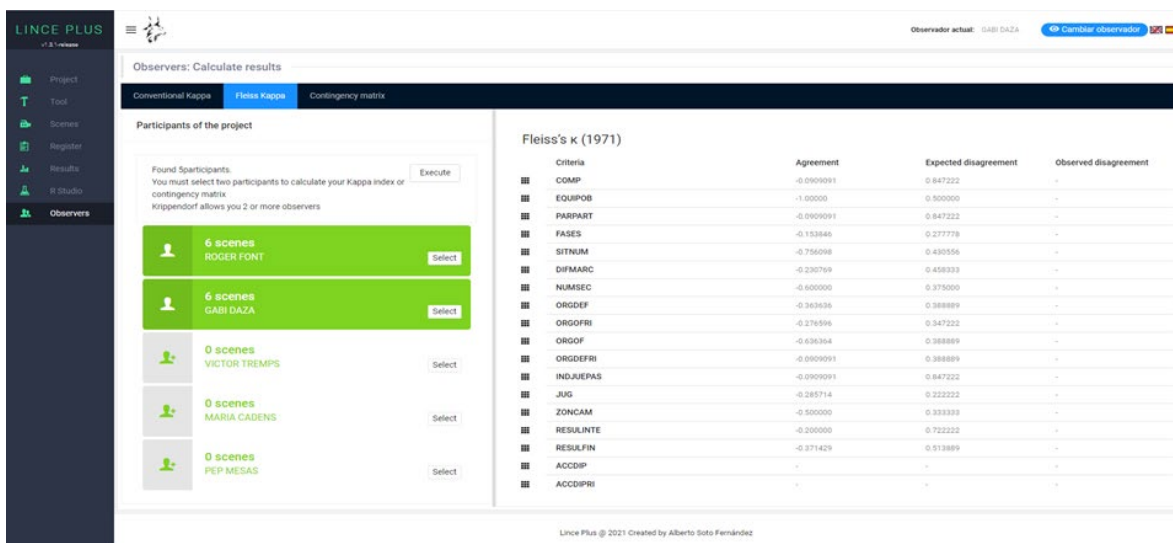 LINCE PLUS
v1.3.1-release
Observador actual: GABI DAZA
Cambiar observador
Project
Tool
Scenes
Register
Results
R Studio
Observers
Observers: Calculate results
Conventional Kappa Fleiss Kappa Contingency matrix
Participants of the project
Found 5participants.
You must select two participants to calculate your Kappa index or
contingency matrix
Krippendorf allows you 2 or more observers
Execute
6 scenes
ROGER FONT
Select
6 scenes
GABI DAZA
Select
0 scenes
VICTOR TREMPS
Select
0 scenes
MARIA CADENS
Select
0 scenes
PEP MESAS
Select
Fleiss's κ (1971)
Criteria Agreement Expected disagreement Observed disagreement
COMP -0.0909091 0.847222 -
EQUIPOB -1.00000 0.500000 -
PARPART -0.0909091 0.847222 -
FASES -0.153846 0.277778 -
SITNUM -0.756098 0.430556 -
DIFMARC -0.230769 0.458333 -
NUMSEC -0.600000 0.375000 -
ORGDEF -0.363636 0.388889 -
ORGOFRI -0.276596 0.347222 -
ORGOF -0.636364 0.388889 -
ORGDEFRI -0.0909091 0.388889 -
INDJUEPAS -0.0909091 0.847222 -
JUG -0.285714 0.222222 -
ZONCAM -0.500000 0.333333 -
RESULINTE -0.200000 0.722222 -
RESULFIN -0.371429 0.513889 -
ACCDIP - - -
ACCDIPRI - - -
Lince Plus @ 2021 Created by Alberto Soto Fernández